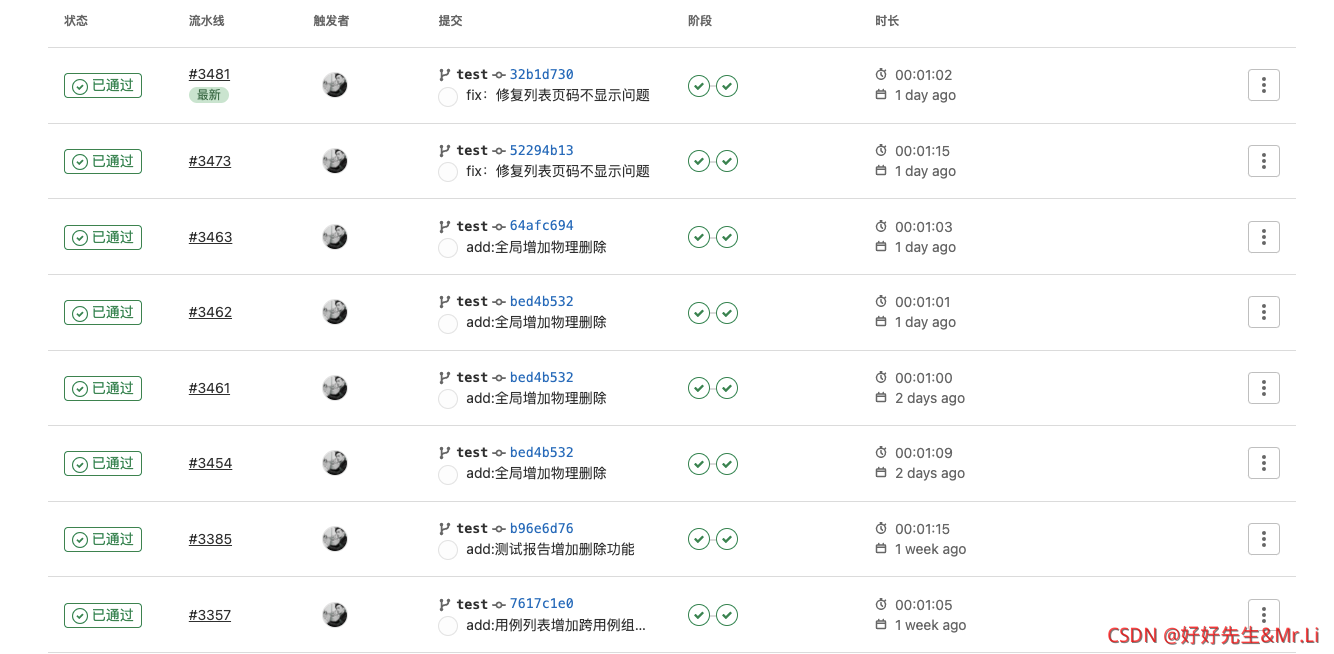 状态 流水线 触发者 提交 阶段 时长
已通过 #3481 test 32b1d730 00:01:02
最新 fix：修复列表页码不显示问题 1 day ago
已通过 #3473 test 52294b13 00:01:15
fix：修复列表页码不显示问题 1 day ago
已通过 #3463 test 64afc694 00:01:03
add:全局增加物理删除 1 day ago
已通过 #3462 test bed4b532 00:01:01
add:全局增加物理删除 1 day ago
已通过 #3461 test bed4b532 00:01:00
add:全局增加物理删除 2 days ago
已通过 #3454 test bed4b532 00:01:09
add:全局增加物理删除 2 days ago
已通过 #3385 test b96e6d76 00:01:15
add:测试报告增加删除功能 1 week ago
已通过 #3357 test 7617c1e0 00:01:05
add:用例列表增加跨用例组... 1 week ago
CSDN @好好先生&Mr.Li